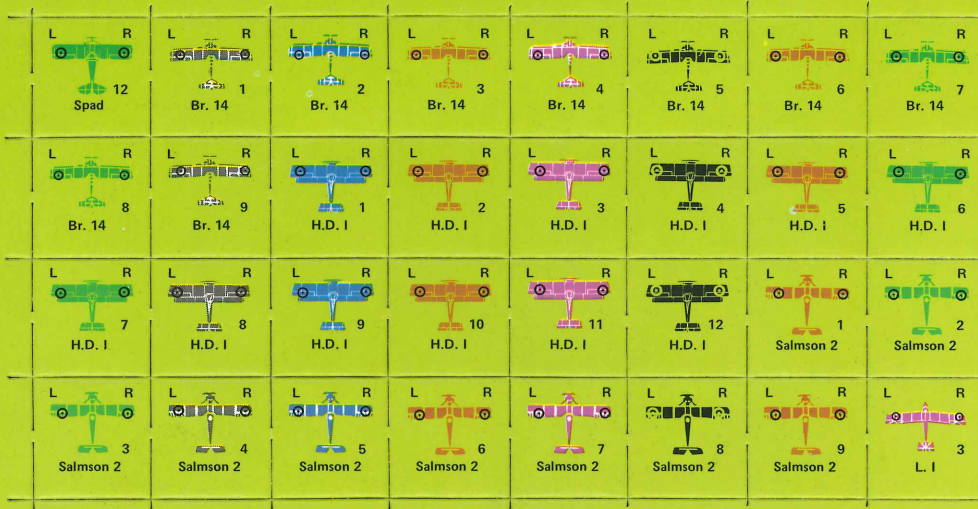 L R L R L R L R L R L R L R L R
12 1 2 3 4 5 6 7
Spad Br. 14 Br. 14 Br. 14 Br. 14 Br. 14 Br. 14 Br. 14
L R L R L R L R L R L R L R L R
8 9 1 2 3 4 5 6
Br. 14 Br. 14 H.D. I H.D. I H.D. I H.D. I H.D. I H.D. I
L R L R L R L R L R L R L R L R
7 8 9 10 11 12 1 2
H.D. I H.D. I H.D. I H.D. I H.D. I H.D. I Salmson 2 Salmson 2
L R L R L R L R L R L R L R L R
3 4 5 6 7 8 9 3
Salmson 2 Salmson 2 Salmson 2 Salmson 2 Salmson 2 Salmson 2 Salmson 2 L. I